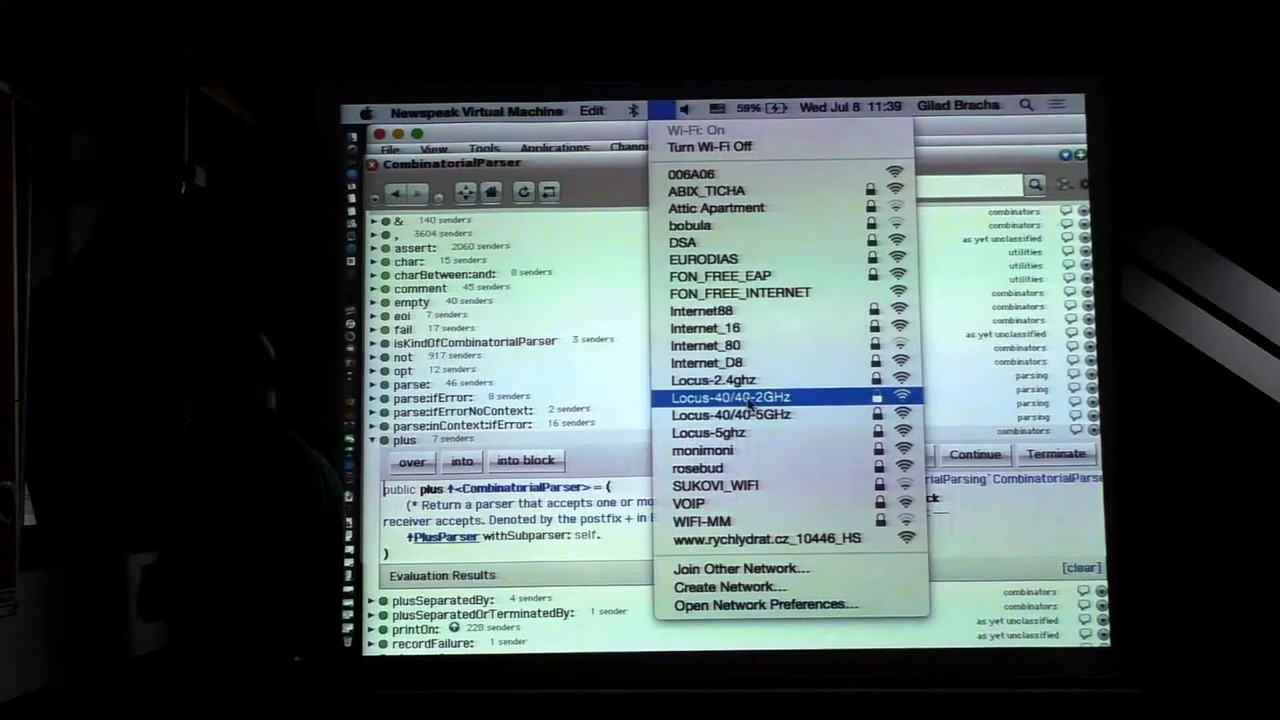 Newspeak Virtual Machine Edit 59% Wed Jul 8 11:39 Gilad Bracha
File View Tools Applications
CombinatorialParser
Wi-Fi: On
Turn Wi-Fi Off
006A06
ABIX_TICHA
Attic Apartment
bobula
DSA
EURODIAS
FON_FREE_EAP
FON_FREE_INTERNET
Internet88
Internet_16
Internet_80
Internet_D8
Locus-2.4ghz
Locus-40/40-2GHz
Locus-40/40-5GHz
Locus-5ghz
monimoni
rosebud
SUKOVI_WIFI
VOIP
WIFI-MM
www.rychlydrat.cz_10446_HS
Join Other Network...
Create Network...
Open Network Preferences...
& 140 senders combinators
, 3604 senders combinators
assert: 2060 senders as yet unclassified
char: 15 senders utilities
charBetween:and: 8 senders utilities
comment 45 senders utilities
empty 40 senders combinators
eoi 7 senders combinators
fail 17 senders combinators
isKindOfCombinatorialParser 3 senders as yet unclassified
not 917 senders combinators
opt 12 senders combinators
parse: 46 senders parsing
parse:ifError: 8 senders parsing
parse:ifErrorNoContext: 2 senders parsing
parse:inContext:ifError: 16 senders parsing
plus 7 senders combinators
over into into block Continue Terminate
public plus ↑<CombinatorialParser> = (
(* Return a parser that accepts one or
receiver accepts. Denoted by the postfix + in
↑PlusParser withSubparser: self.
)
Evaluation Results [clear]
plusSeparatedBy: 4 senders combinators
plusSeparatedOrTerminatedBy: 1 sender combinators
printOn: 228 senders as yet unclassified
recordFailure: 1 sender as yet unclassified